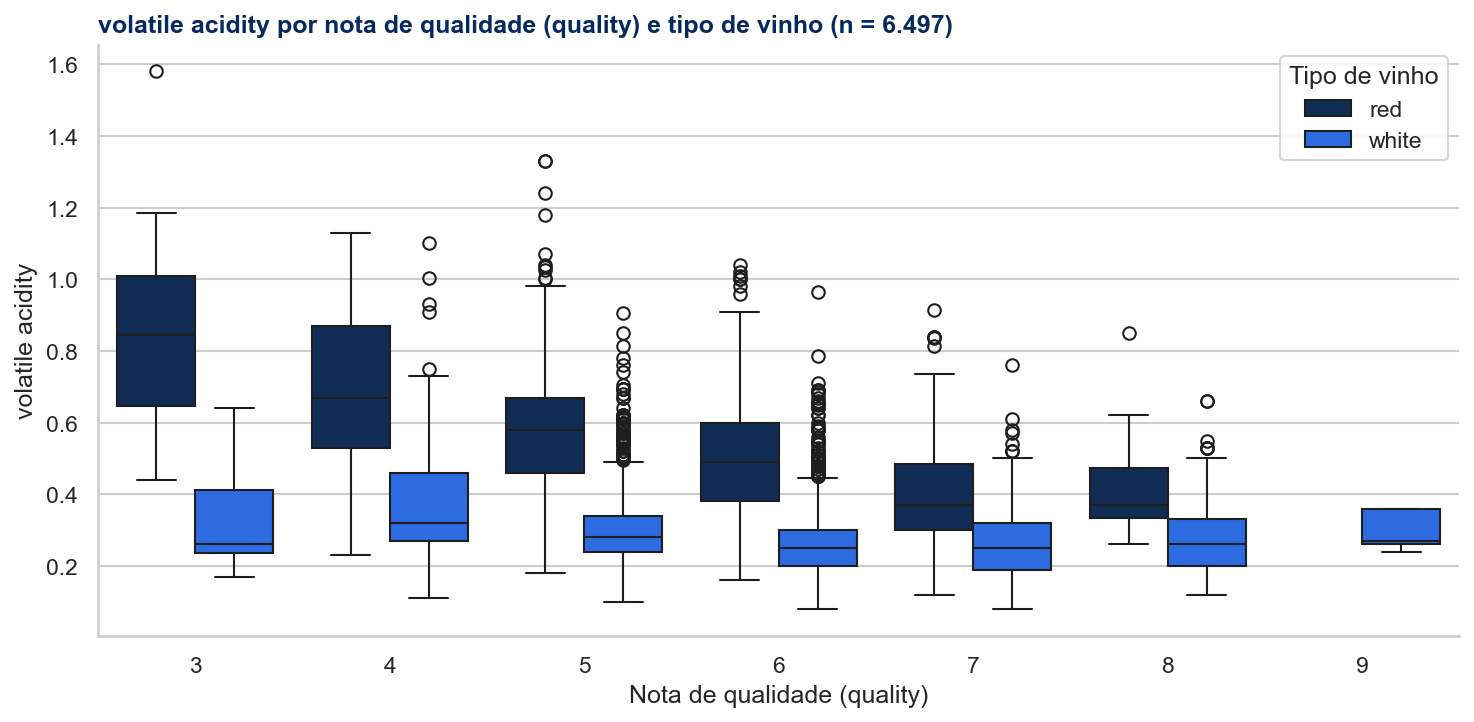 volatile acidity por nota de qualidade (quality) e tipo de vinho (n = 6.497)
Tipo de vinho
red
white
volatile acidity
1.6
1.4
1.2
1.0
0.8
0.6
0.4
0.2
3 4 5 6 7 8 9
Nota de qualidade (quality)